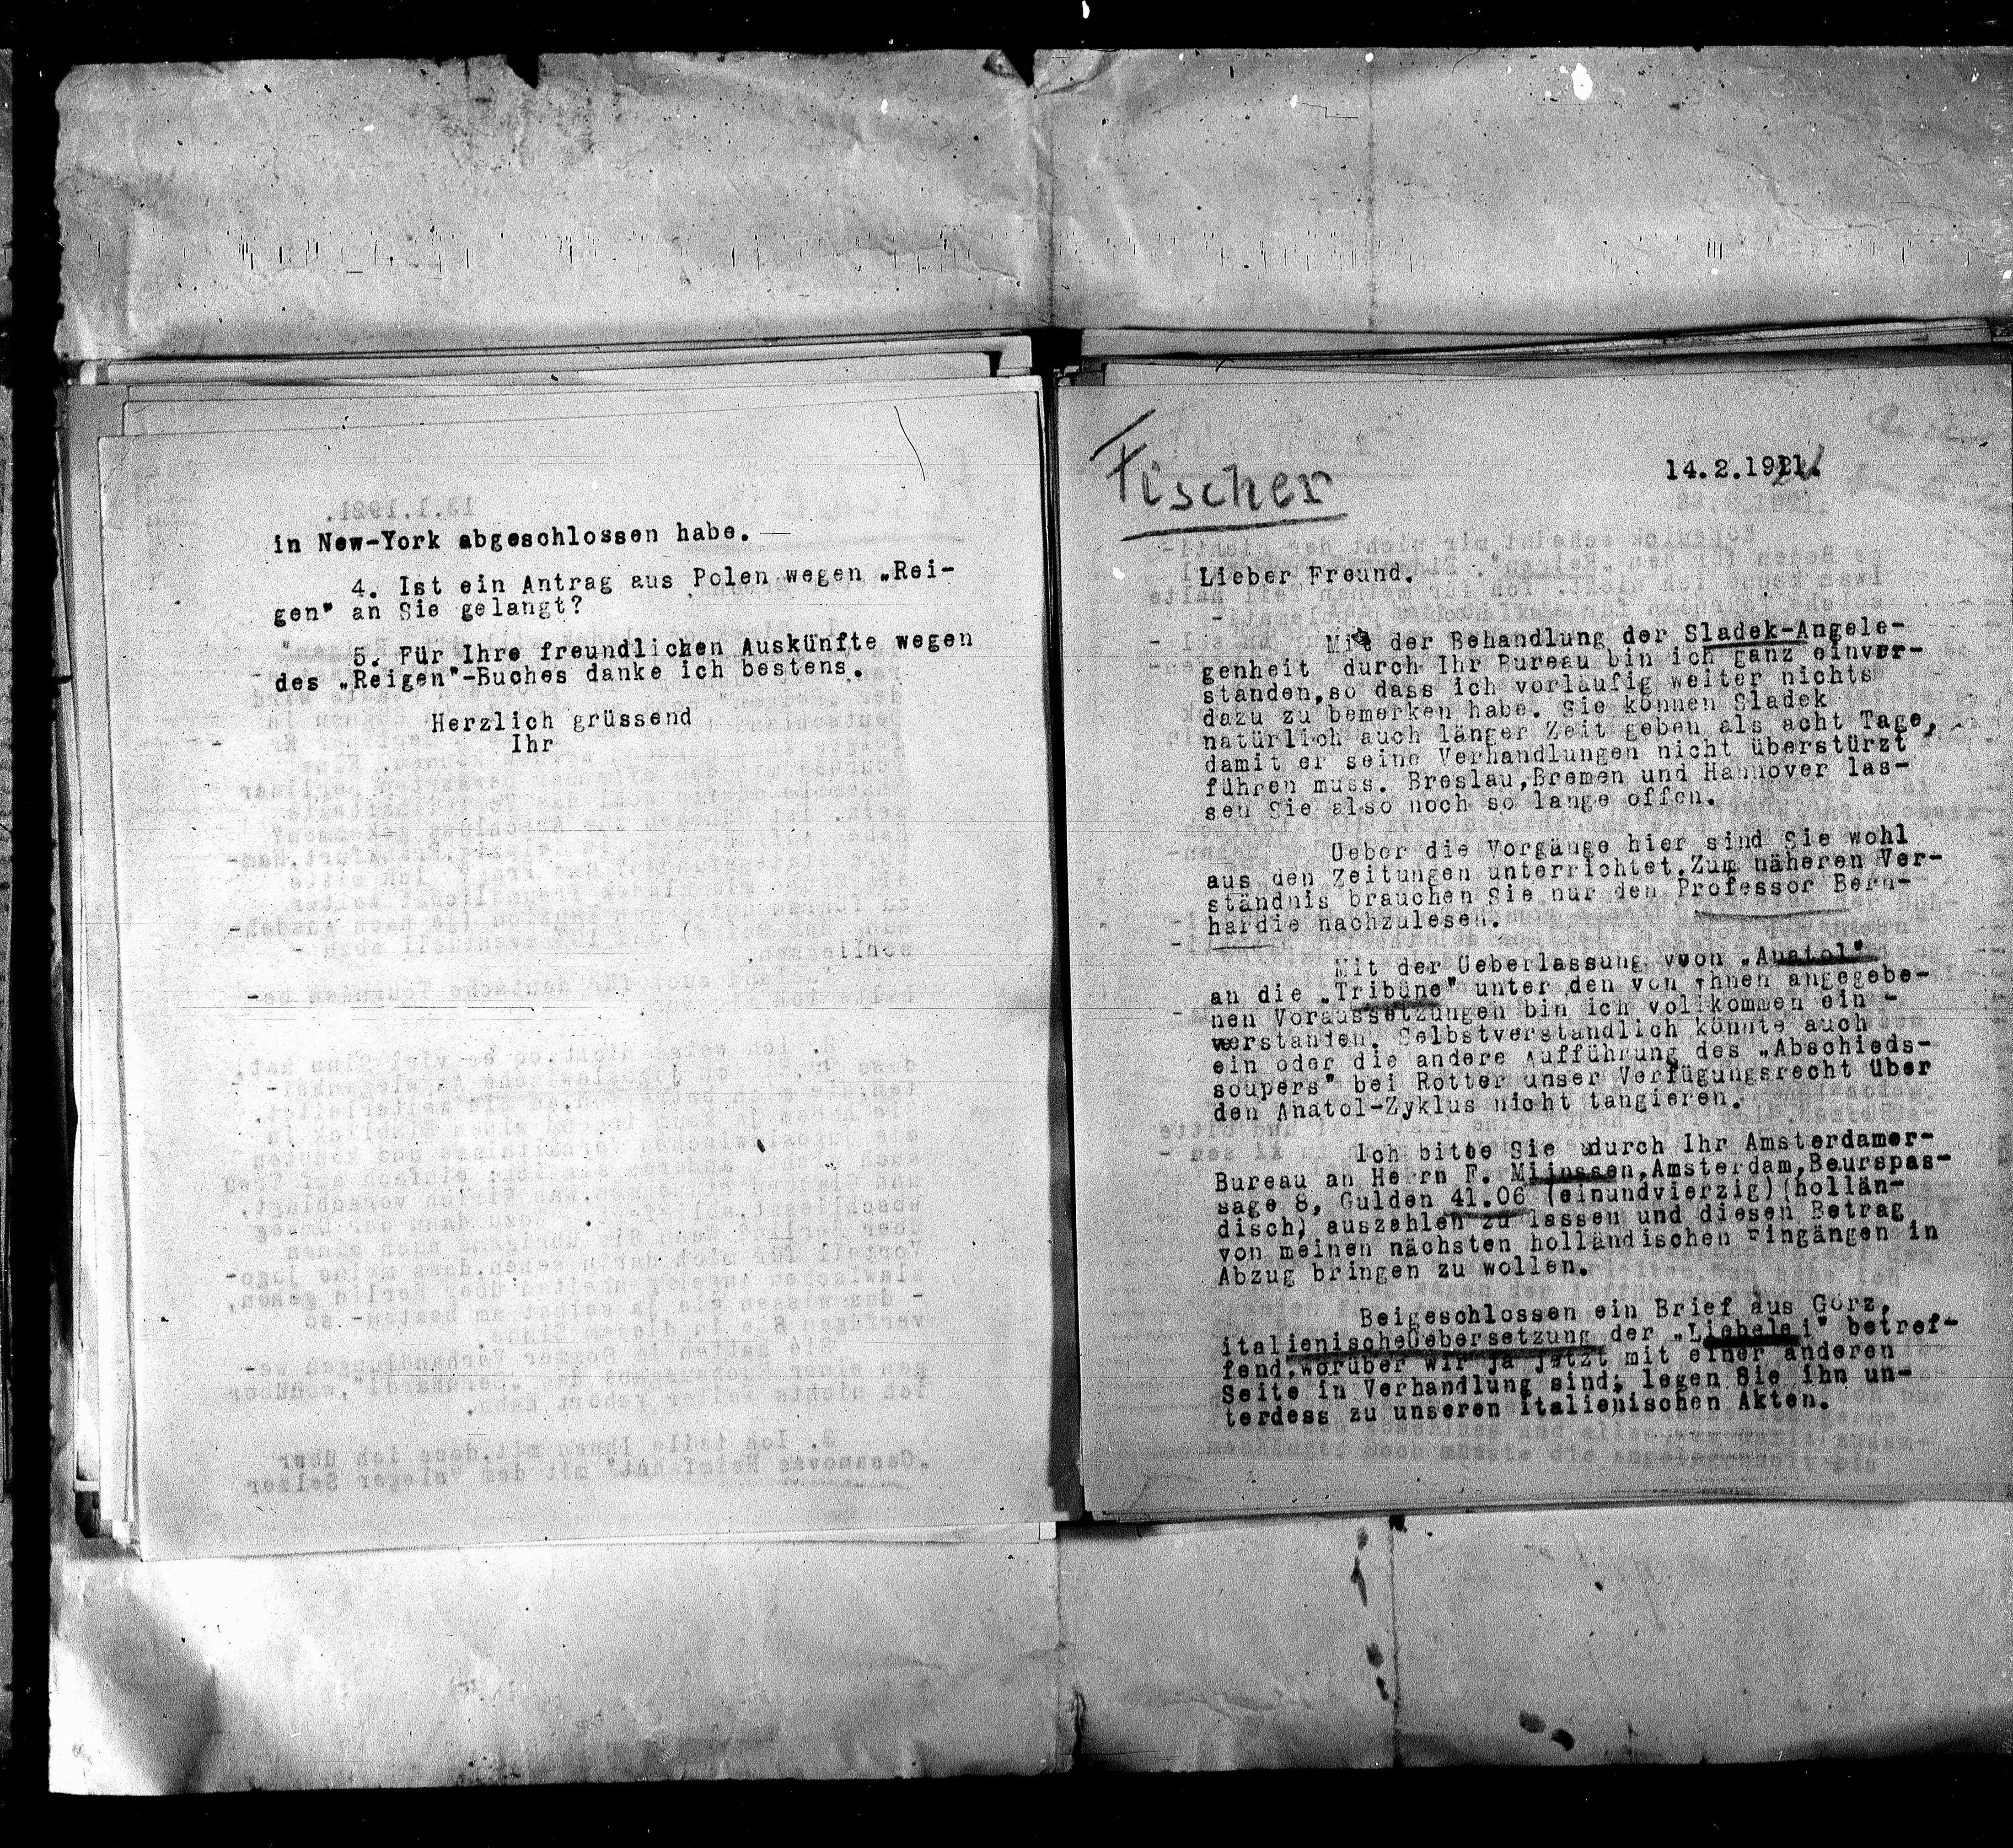 in New-York abgeschlossen habe.
4. Ist ein Antrag aus Polen wegen „Rei-
gen" an Sie gelangt?
5. Für Ihre freundlichen Auskünfte wegen
des „Reigen"-Buches danke ich bestens.
Herzlich grüssend
Ihr
Fischer
14.2.1921.
Lieber Freund.
Mit der Behandlung der Sladek-Angele-
genheit durch Ihr Bureau bin ich ganz einver-
standen,so dass ich vorläufig weiter nichts
dazu zu bemerken habe. Sie können Sladek
natürlich auch länger Zeit geben als acht Tage,
damit er seine Verhandlungen nicht überstürzt
führen muss. Breslau,Bremen und Hannover las-
sen Sie also noch so lange offen.
Ueber die Vorgänge hier sind Sie wohl
aus den Zeitungen unterrichtet.Zum näheren Ver-
ständnis brauchen Sie nur den Professor Bern-
hardie nachzulesen.
Mit der Ueberlassung vvon „Anatol"
an die „Tribüne" unter den von Ihnen angegebe-
nen Voraussetzungen bin ich vollkommen ein -
verstanden. Selbstverständlich könnte auch
ein oder die andere Aufführung des „Abschieds-
soupers" bei Rotter unser Verfügungsrecht über
den Anatol-Zyklus nicht tangieren.
Ich bitte Sie durch Ihr Amsterdamer-
Bureau an Herrn F. Mijnssen,Amsterdam,Beurspas-
sage 8, Gulden 41.06 (einundvierzig)(hollän-
disch) auszahlen zu lassen und diesen Betrag
von meinen nächsten holländischen Eingängen in
Abzug bringen zu wollen.
Beigeschlossen ein Brief aus Görz,
italienischeUebersetzung der „Liebelei" betref-
fend,worüber wir ja jetzt mit einer anderen
Seite in Verhandlung sind; legen Sie ihn un-
terdess zu unseren italienischen Akten.